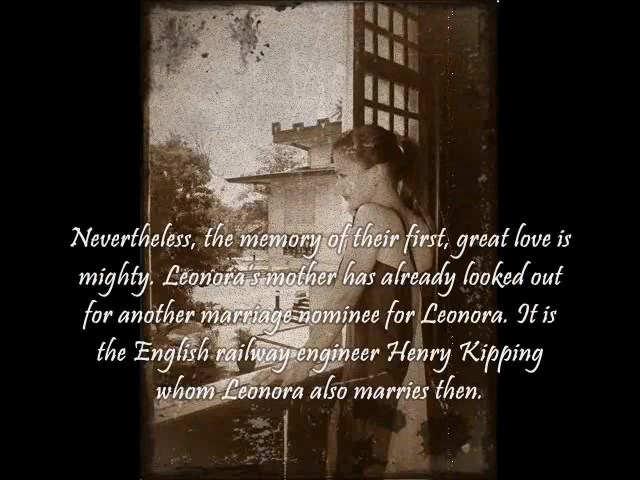 Nevertheless, the memory of their first, great love is
mighty. Leonora's mother has already looked out
for another marriage nominee for Leonora. It is
the English railway engineer Henry Kipping
whom Leonora also marries then.